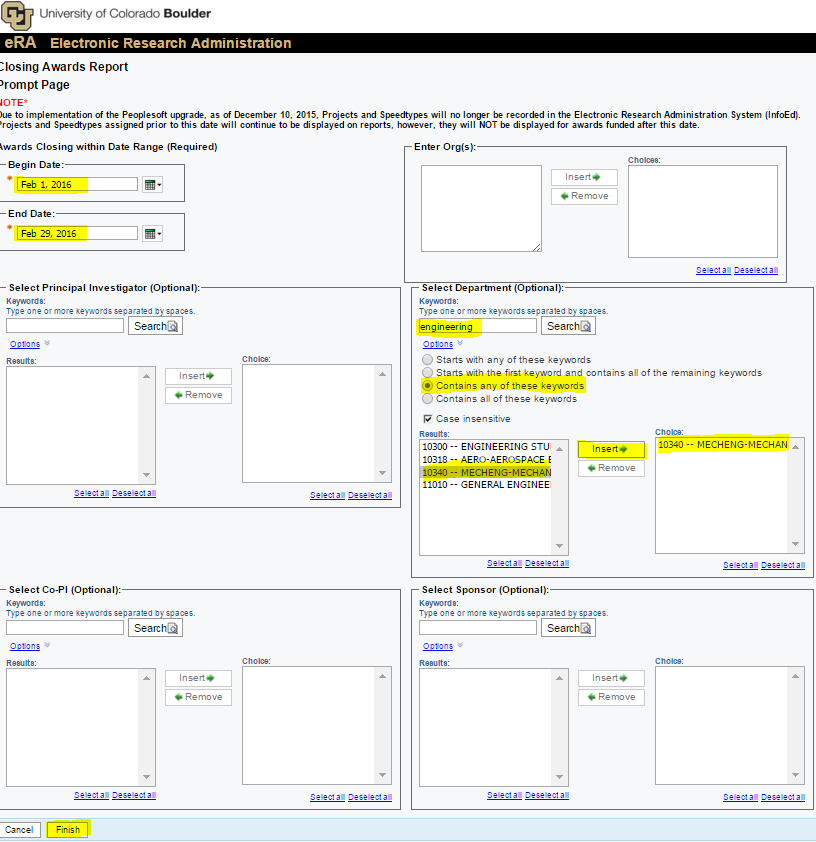 University of Colorado Boulder
eRA Electronic Research Administration
Closing Awards Report
Prompt Page
NOTE*
Due to implementation of the Peoplesoft upgrade, as of December 10, 2015, Projects and Speedtypes will no longer be recorded in the Electronic Research Administration System (InfoEd).
Projects and Speedtypes assigned prior to this date will continue to be displayed on reports, however, they will NOT be displayed for awards funded after this date.
Awards Closing within Date Range (Required)
Begin Date:
* Feb 1, 2016
End Date:
* Feb 29, 2016
Enter Org(s):
Choices:
Insert
Remove
Select all Deselect all
Select Principal Investigator (Optional):
Keywords:
Type one or more keywords separated by spaces.
Search
Options
Results:
Choice:
Insert
Remove
Select all Deselect all
Select all Deselect all
Select Department (Optional):
Keywords:
Type one or more keywords separated by spaces.
engineering Search
Options
Starts with any of these keywords
Starts with the first keyword and contains all of the remaining keywords
Contains any of these keywords
Contains all of these keywords
Case insensitive
Results:
10300 -- ENGINEERING STU
10318 -- AERO-AEROSPACE E
10340 -- MECHENG-MECHAN
11010 -- GENERAL ENGINEE
Insert
Remove
Choice:
10340 -- MECHENG-MECHAN
Select all Deselect all
Select all Deselect all
Select Co-PI (Optional):
Keywords:
Type one or more keywords separated by spaces.
Search
Options
Results:
Choice:
Insert
Remove
Select all Deselect all
Select all Deselect all
Select Sponsor (Optional):
Keywords:
Type one or more keywords separated by spaces.
Search
Options
Results:
Choice:
Insert
Remove
Select all Deselect all
Select all Deselect all
Cancel Finish